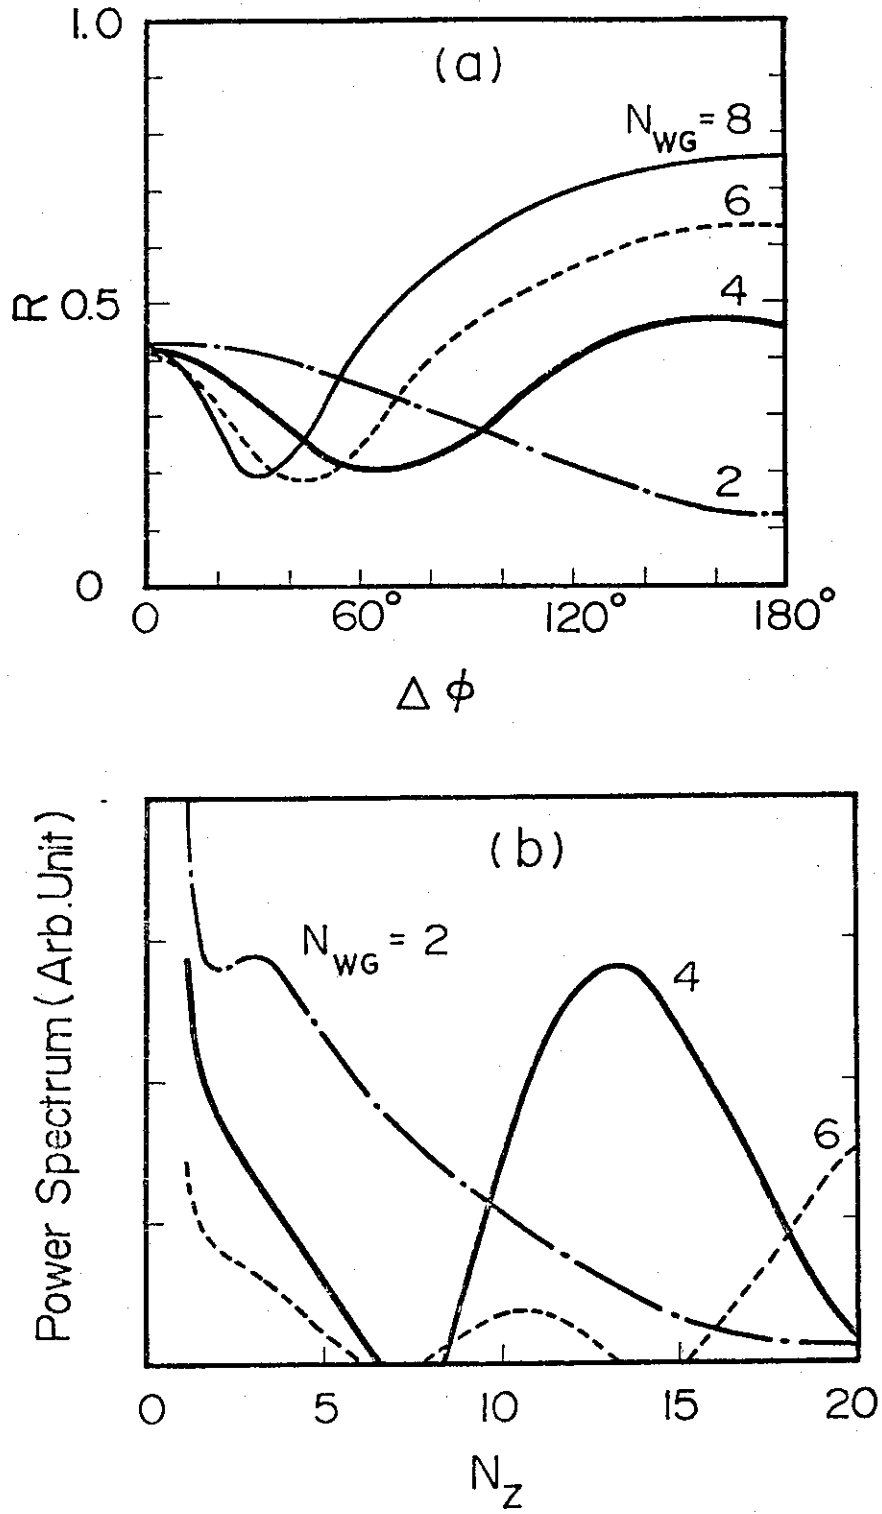 1.0
(a)
N_WG = 8
6
R 0.5
4
2
0
0 60° 120° 180°
Δ ϕ
Power Spectrum (Arb. Unit)
(b)
N_WG = 2
4
6
0 5 10 15 20
N_Z